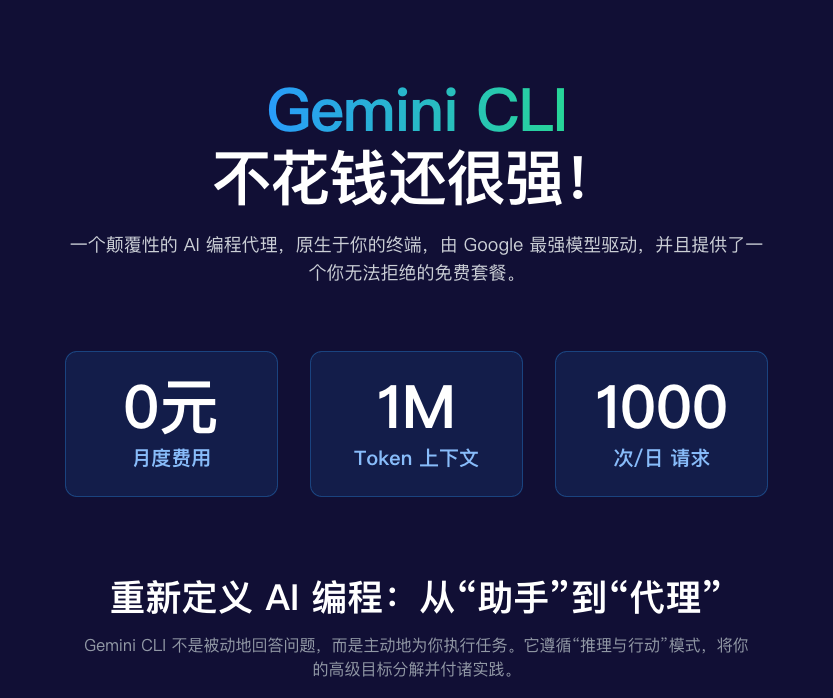 Gemini CLI
不花钱还很强！
一个颠覆性的 AI 编程代理，原生于你的终端，由 Google 最强模型驱动，并且提供了一
个你无法拒绝的免费套餐。
0元
月度费用
1M
Token 上下文
1000
次/日 请求
重新定义 AI 编程：从“助手”到“代理”
Gemini CLI 不是被动地回答问题，而是主动地为你执行任务。它遵循“推理与行动”模式，将你
的高级目标分解并付诸实践。